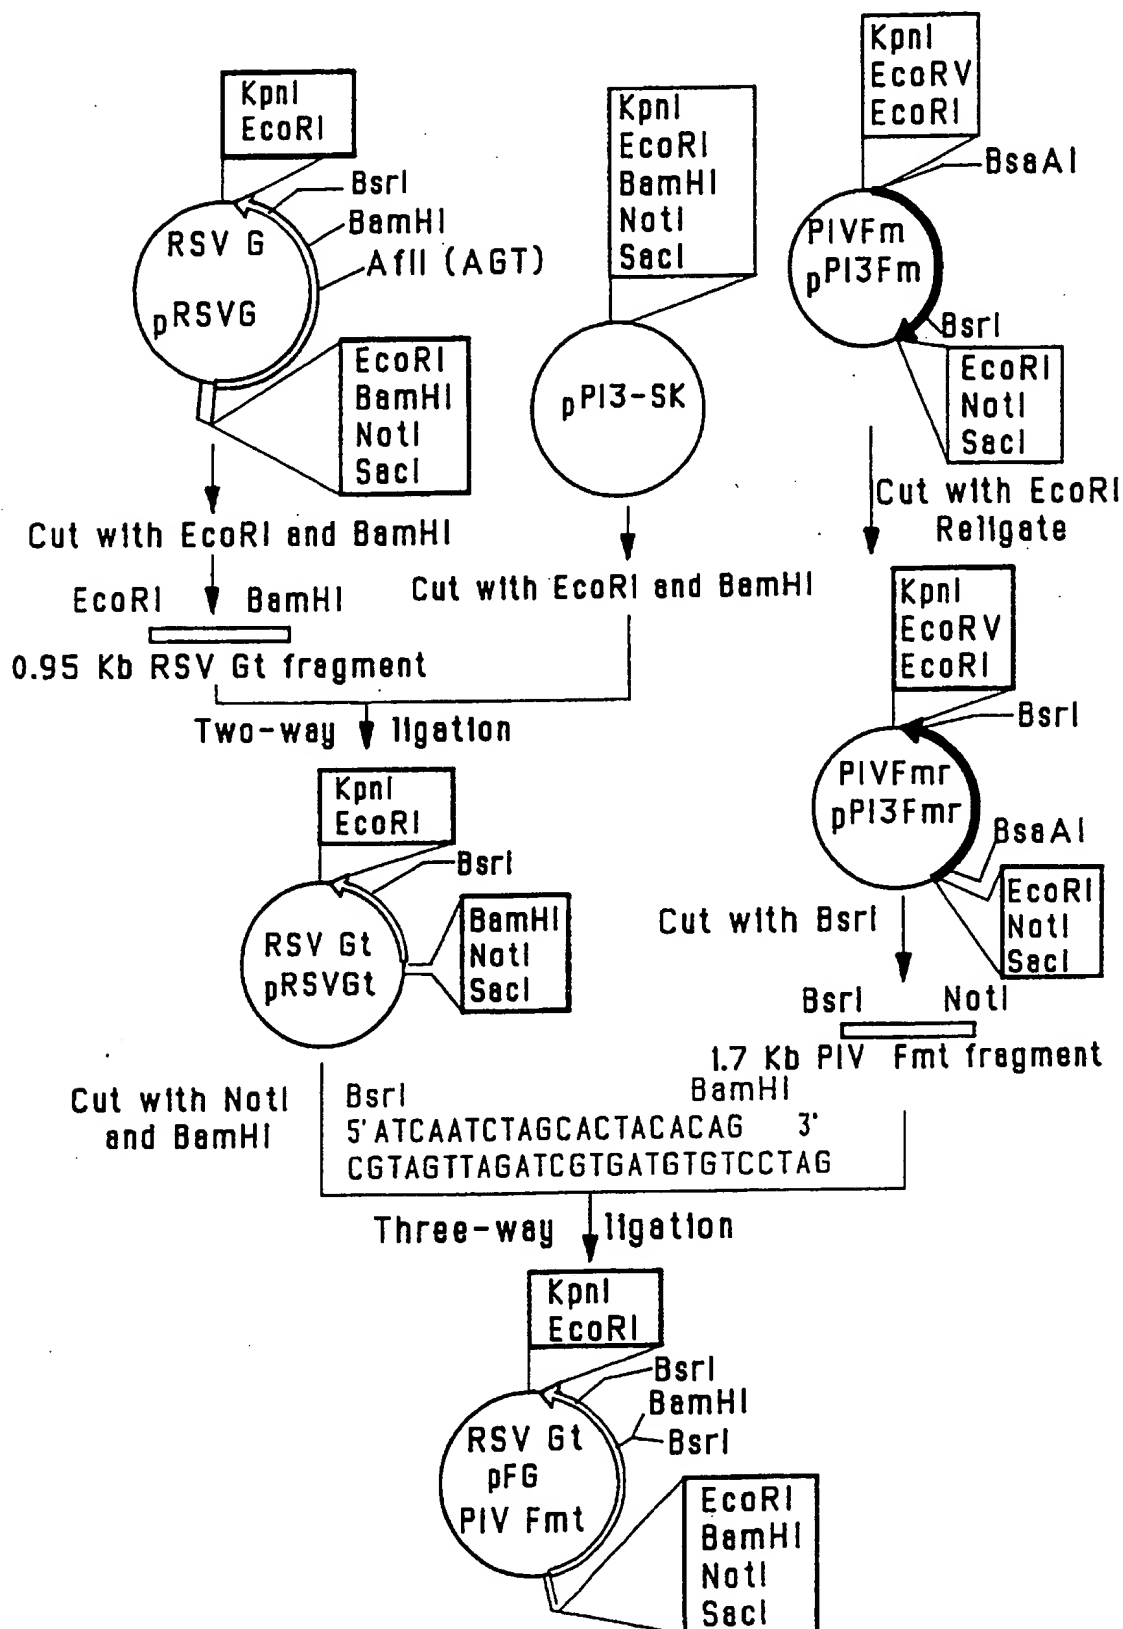 KpnI
EcoRI
BsrI
BamHI
AflI (AGT)
RSV G
pRSVG
EcoRI
BamHI
NotI
SacI
Cut with EcoRI and BamHI
EcoRI BamHI
0.95 Kb RSV Gt fragment
KpnI
EcoRI
BamHI
NotI
SacI
pPI3-SK
Cut with EcoRI and BamHI
KpnI
EcoRV
EcoRI
BsaAI
PIVFm
pPI3Fm
BsrI
EcoRI
NotI
SacI
Cut with EcoRI
Religate
KpnI
EcoRV
EcoRI
BsrI
PIVFmr
pPI3Fmr
BsaAI
EcoRI
NotI
SacI
Cut with BsrI
BsrI NotI
1.7 Kb PIV Fmt fragment
Two-way ligation
KpnI
EcoRI
BsrI
RSV Gt
pRSVGt
BamHI
NotI
SacI
Cut with NotI
and BamHI
BsrI BamHI
5'ATCAATCTAGCACTACACAG 3'
CGTAGTTAGATCGTGATGTGTCCTAG
Three-way ligation
KpnI
EcoRI
BsrI
BamHI
BsrI
RSV Gt
pFG
PIV Fmt
EcoRI
BamHI
NotI
SacI